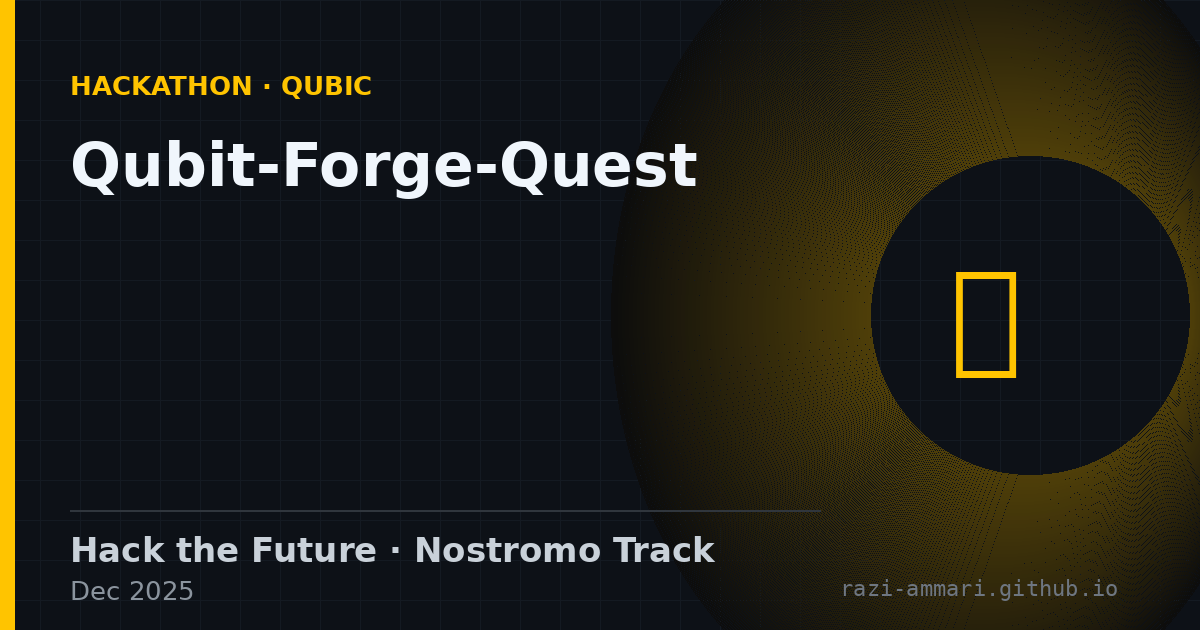 HACKATHON · QUBIC
Qubit-Forge-Quest
Hack the Future · Nostromo Track
Dec 2025
razi-ammari.github.io